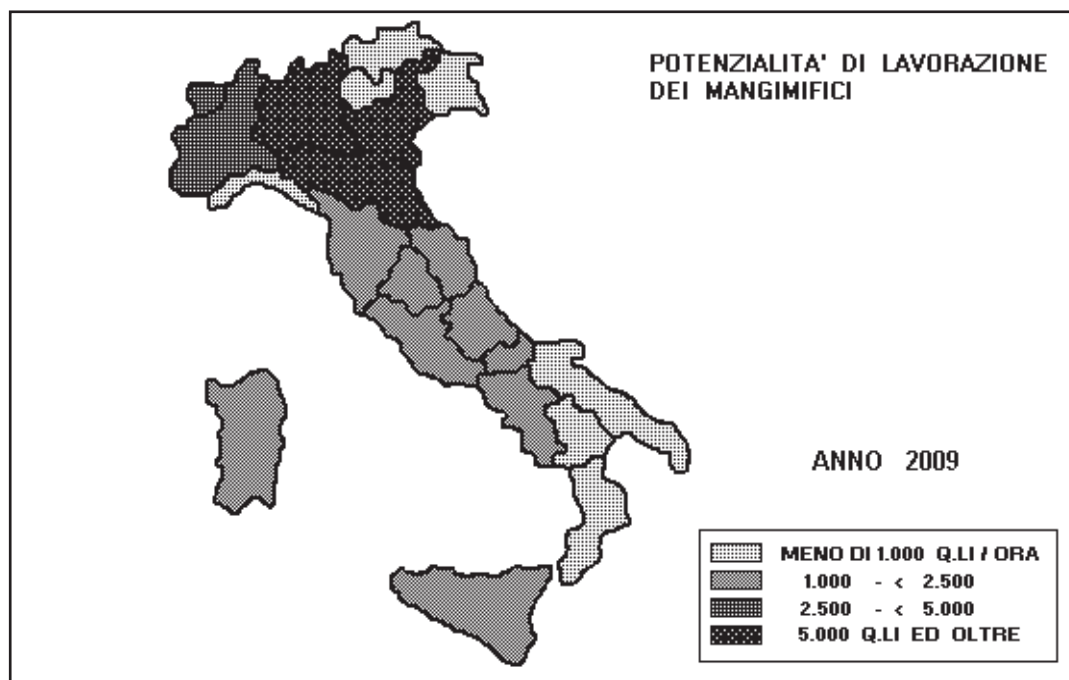 POTENZIALITA' DI LAVORAZIONE
DEI MANGIMIFICI
ANNO 2009
MENO DI 1.000 Q.LI / ORA
1.000 - < 2.500
2.500 - < 5.000
5.000 Q.LI ED OLTRE